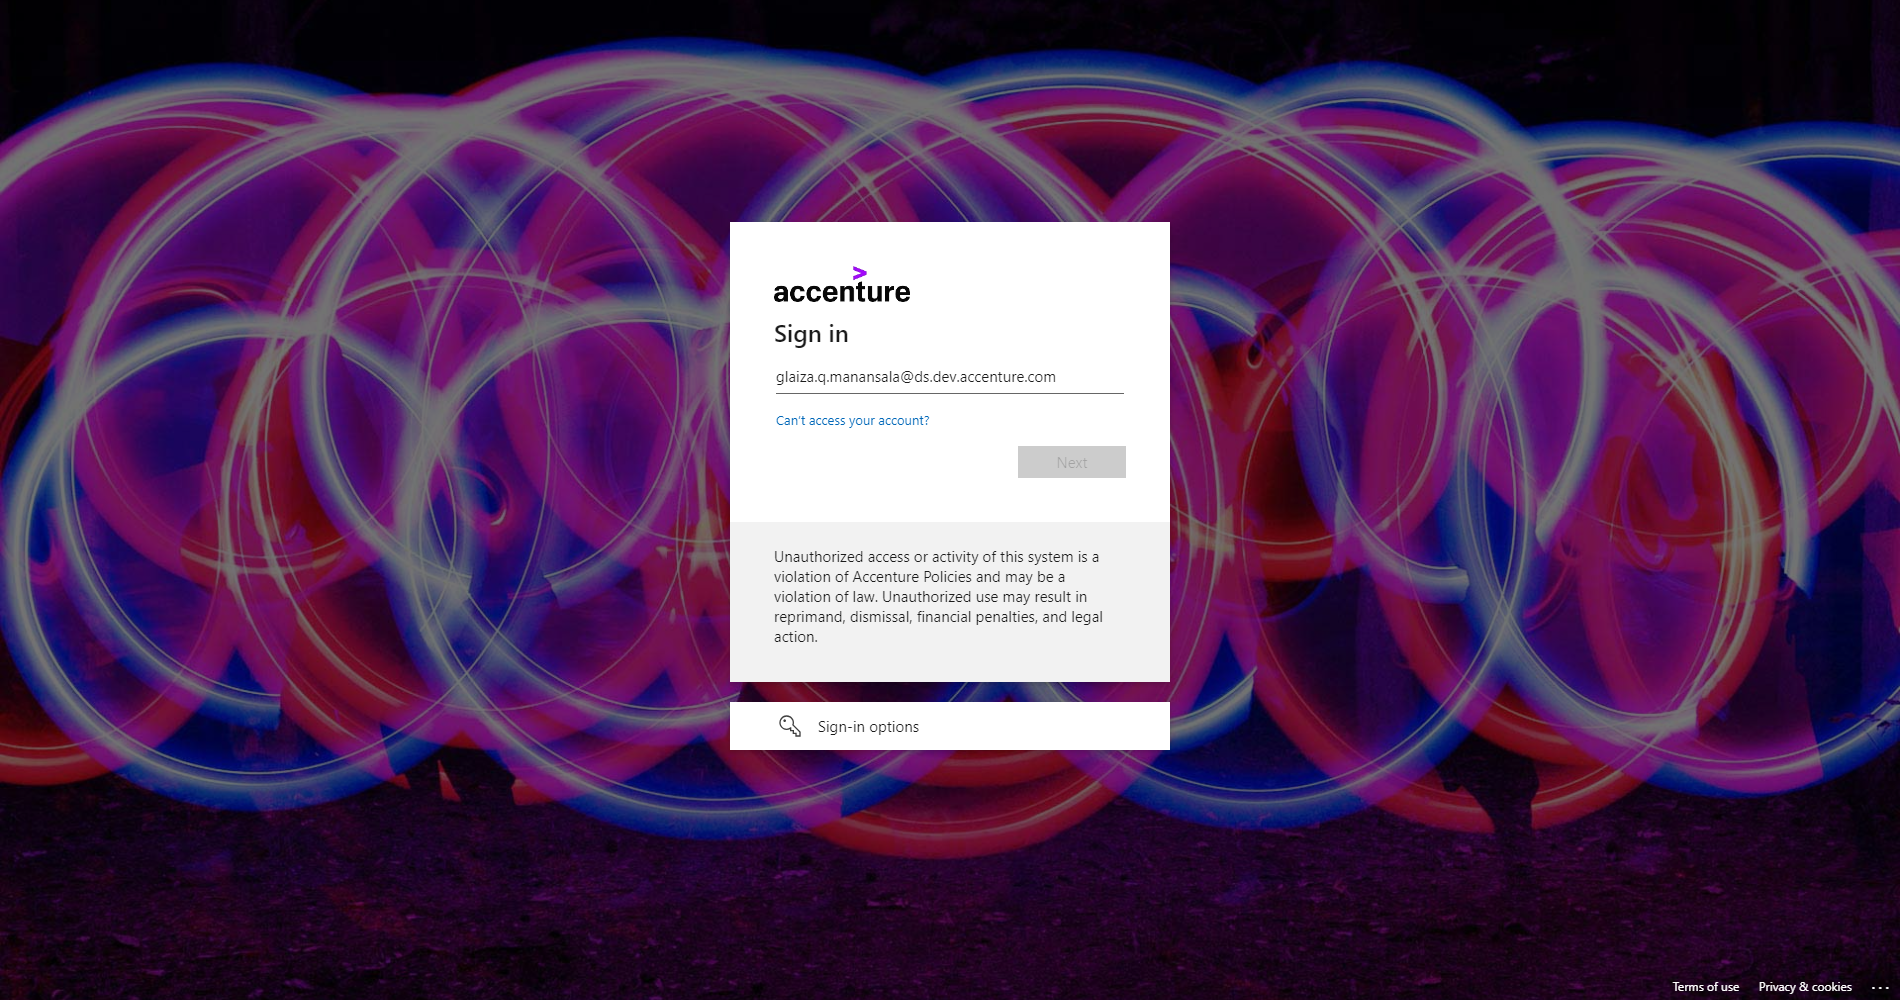 accenture
Sign in
glaiza.q.manansala@ds.dev.accenture.com
Can't access your account?
Next
Unauthorized access or activity of this system is a
violation of Accenture Policies and may be a
violation of law. Unauthorized use may result in
reprimand, dismissal, financial penalties, and legal
action.
Sign-in options
Terms of use Privacy & cookies ...